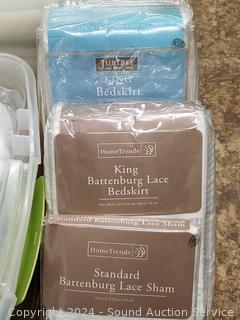 JUBILEE
KING
Bedskirt
HomeTrends
King
Battenburg Lace
Bedskirt
Standard Battenburg Lace Sham
HomeTrends
Standard
Battenburg Lace Sham
Copyright 2024 - Sound Auction Service